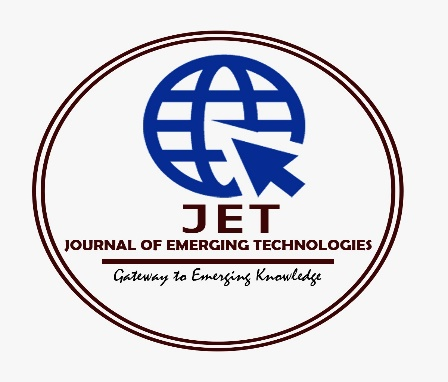 JET
JOURNAL OF EMERGING TECHNOLOGIES
Gateway to Emerging Knowledge